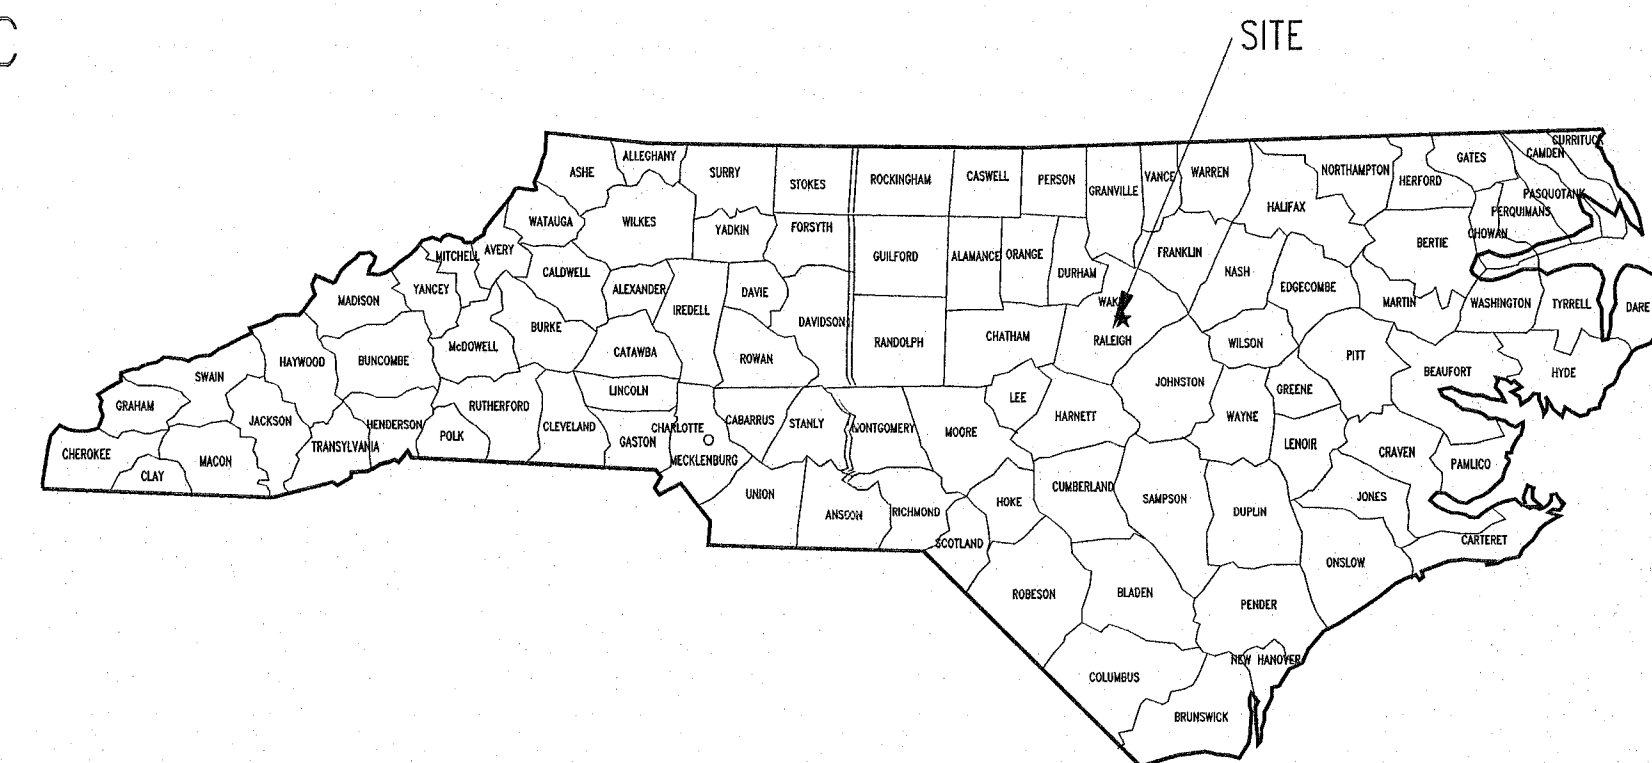 C
SITE
CURRITUCK
ALLEGHANY
CAMDEN
GATES
ASHE
SURRY
NORTHAMPTON
STOKES
ROCKINGHAM
CASWELL
PERSON
VANCE
WARREN
HERFORD
GRANVILLE
PASQUOTANK
HALIFAX
PERQUIMANS
WATAUGA
WILKES
YADKIN
FORSYTH
CHOWAN
BERTIE
AVERY
MITCHELL
GUILFORD
ALAMANCE
ORANGE
FRANKLIN
CALDWELL
DURHAM
NASH
YANCEY
ALEXANDER
DAVIE
EDGECOMBE
MADISON
WAKE
MARTIN
WASHINGTON
TYRRELL
DARE
IREDELL
BURKE
DAVIDSON
CHATHAM
RALEIGH
McDOWELL
CATAWBA
RANDOLPH
WILSON
HAYWOOD
BUNCOMBE
ROWAN
PITT
SWAIN
BEAUFORT
HYDE
JOHNSTON
LINCOLN
GREENE
LEE
GRAHAM
RUTHERFORD
HARNETT
WAYNE
JACKSON
HENDERSON
CLEVELAND
CHARLOTTE
CABARRUS
STANLY
MONTGOMERY
MOORE
POLK
GASTON
LENOIR
TRANSYLVANIA
CHEROKEE
MACON
MECKLENBURG
CRAVEN
PAMLICO
CLAY
CUMBERLAND
UNION
HOKE
SAMPSON
JONES
ANSOON
RICHMOND
DUPLIN
SCOTLAND
CARTERET
ONSLOW
ROBESON
BLADEN
PENDER
NEW HANOVER
COLUMBUS
BRUNSWICK